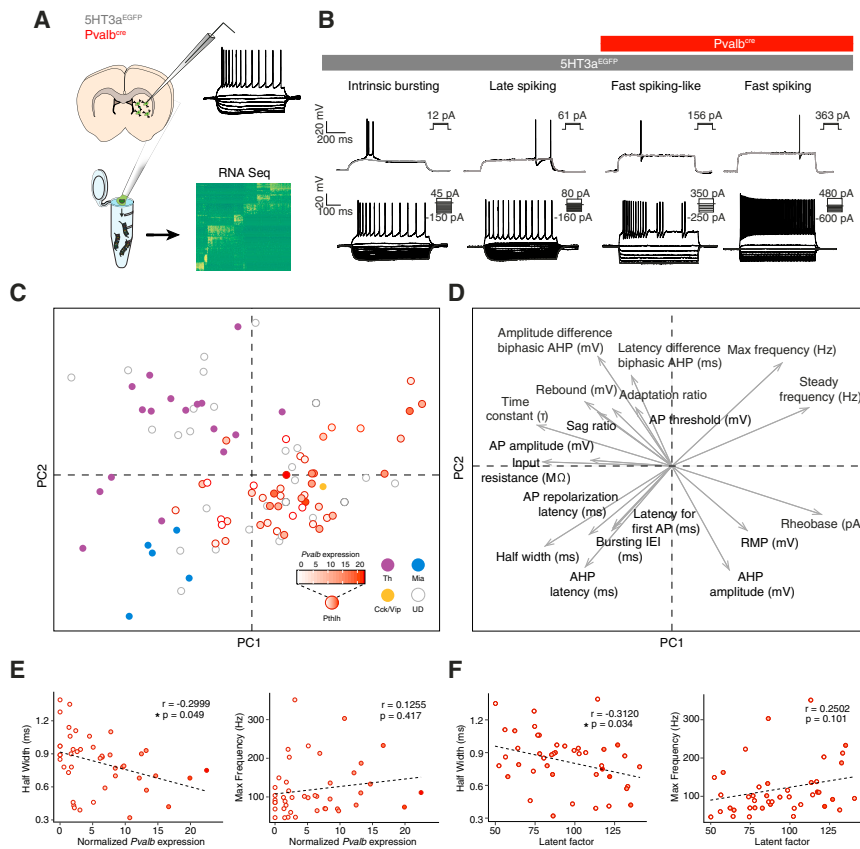 A
5HT3aEGFP
Pvalbcre
RNA Seq
B
Pvalbcre
5HT3aEGFP
Intrinsic bursting
Late spiking
Fast spiking-like
Fast spiking
20 mV
200 ms
12 pA
61 pA
156 pA
363 pA
20 mV
100 ms
45 pA
-150 pA
80 pA
-160 pA
350 pA
-250 pA
480 pA
-600 pA
C
PC2
PC1
Pvalb expression
0 5 10 15 20
Pthlh
Th
Mia
Cck/Vip
UD
D
PC2
PC1
Amplitude difference
biphasic AHP (mV)
Latency difference
biphasic AHP (ms)
Max frequency (Hz)
Steady
frequency (Hz)
Rebound (mV)
Adaptation ratio
Time
constant (τ)
AP threshold (mV)
Sag ratio
AP amplitude (mV)
Input
resistance (MΩ)
AP repolarization
latency (ms)
Latency for
first AP (ms)
Rheobase (pA
Bursting IEI
(ms)
RMP (mV)
Half width (ms)
AHP
latency (ms)
AHP
amplitude (mV)
E
Half Width (ms)
1.2
0.9
0.6
0.3
0 5 10 15 20
Normalized Pvalb expression
r = -0.2999
* p = 0.049
Max Frequency (Hz)
300
200
100
0 5 10 15 20
Normalized Pvalb expression
r = 0.1255
p = 0.417
F
Half Width (ms)
1.2
0.9
0.6
0.3
50 75 100 125
Latent factor
r = -0.3120
* p = 0.034
Max Frequency (Hz)
300
200
100
50 75 100 125
Latent factor
r = 0.2502
p = 0.101